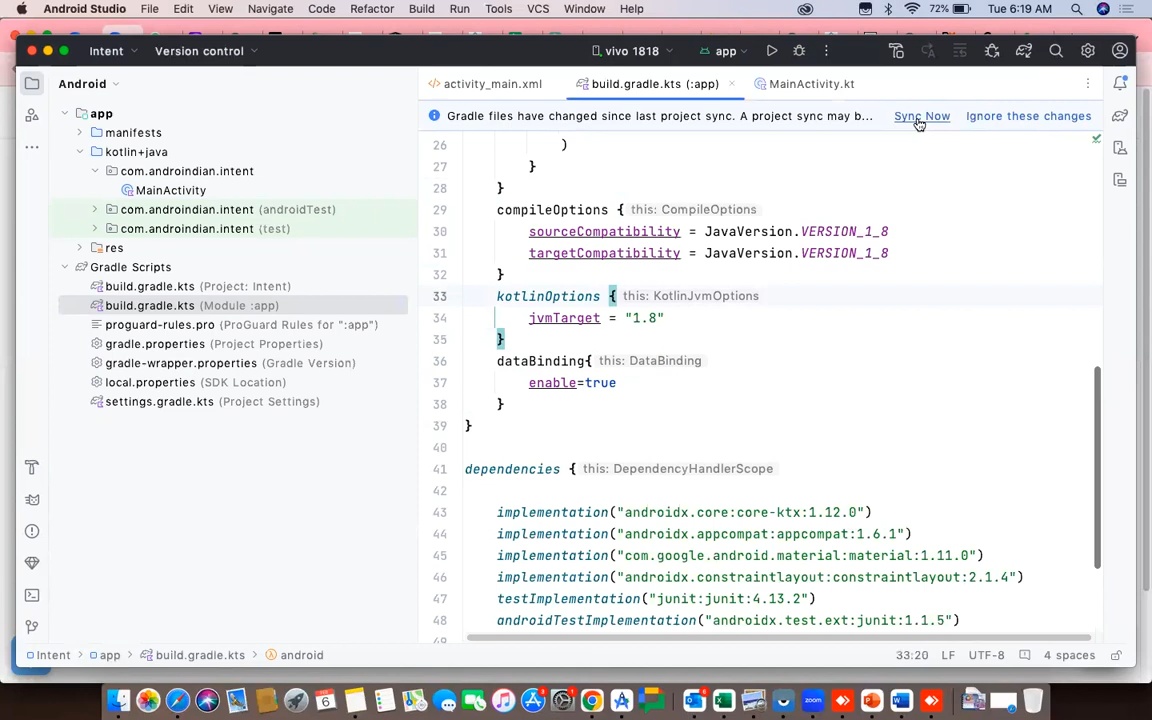 Android Studio File Edit View Navigate Code Refactor Build Run Tools VCS Window Help 72% Tue 6:19 AM
Intent Version control vivo 1818 app
Android
activity_main.xml build.gradle.kts (:app) MainActivity.kt
Gradle files have changed since last project sync. A project sync may b... Sync Now Ignore these changes
app
manifests
kotlin+java
com.androindian.intent
MainActivity
com.androindian.intent (androidTest)
com.androindian.intent (test)
res
Gradle Scripts
build.gradle.kts (Project: Intent)
build.gradle.kts (Module :app)
proguard-rules.pro (ProGuard Rules for ":app")
gradle.properties (Project Properties)
gradle-wrapper.properties (Gradle Version)
local.properties (SDK Location)
settings.gradle.kts (Project Settings)
26 )
27 }
28 }
29 compileOptions { this: CompileOptions
30 sourceCompatibility = JavaVersion.VERSION_1_8
31 targetCompatibility = JavaVersion.VERSION_1_8
32 }
33 kotlinOptions { this: KotlinJvmOptions
34 jvmTarget = "1.8"
35 }
36 dataBinding{ this: DataBinding
37 enable=true
38 }
39 }
40
41 dependencies { this: DependencyHandlerScope
42
43 implementation("androidx.core:core-ktx:1.12.0")
44 implementation("androidx.appcompat:appcompat:1.6.1")
45 implementation("com.google.android.material:material:1.11.0")
46 implementation("androidx.constraintlayout:constraintlayout:2.1.4")
47 testImplementation("junit:junit:4.13.2")
48 androidTestImplementation("androidx.test.ext:junit:1.1.5")
Intent app build.gradle.kts android 33:20 LF UTF-8 4 spaces
FEB
6
zoom